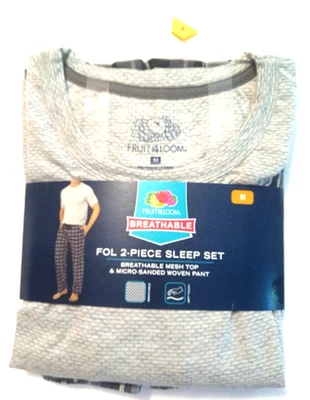 FRUIT OF THE LOOM®
M
FRUIT OF THE LOOM®
BREATHABLE
M
FOL 2-PIECE SLEEP SET
BREATHABLE MESH TOP
& MICRO-SANDED WOVEN PANT